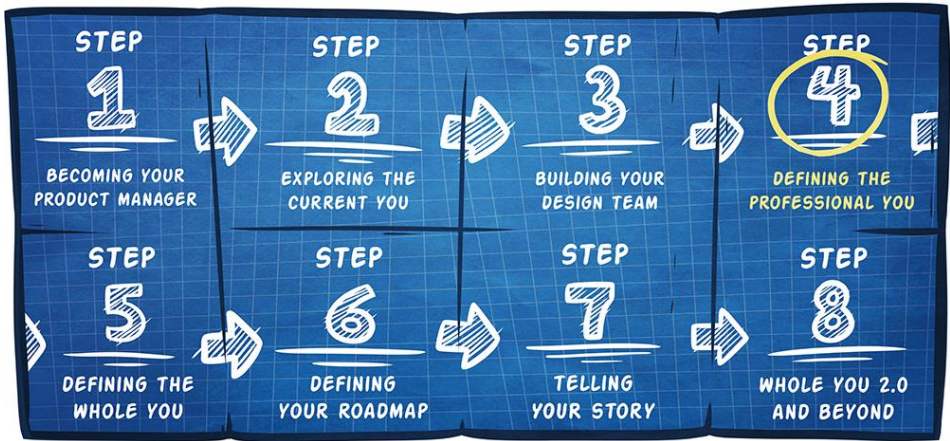 STEP
1
BECOMING YOUR
PRODUCT MANAGER
STEP
2
EXPLORING THE
CURRENT YOU
STEP
3
BUILDING YOUR
DESIGN TEAM
STEP
4
DEFINING THE
PROFESSIONAL YOU
STEP
5
DEFINING THE
WHOLE YOU
STEP
6
DEFINING
YOUR ROADMAP
STEP
7
TELLING
YOUR STORY
STEP
8
WHOLE YOU 2.0
AND BEYOND